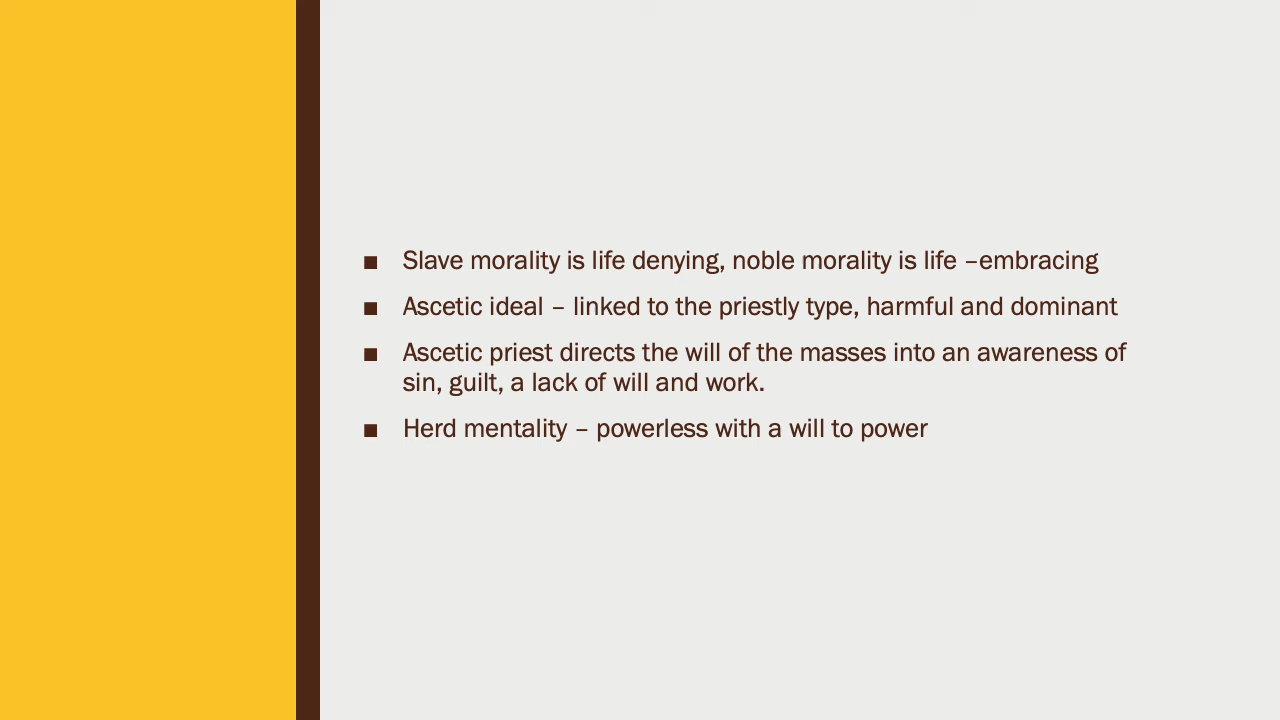 ■ Slave morality is life denying, noble morality is life –embracing
■ Ascetic ideal – linked to the priestly type, harmful and dominant
■ Ascetic priest directs the will of the masses into an awareness of
sin, guilt, a lack of will and work.
■ Herd mentality – powerless with a will to power